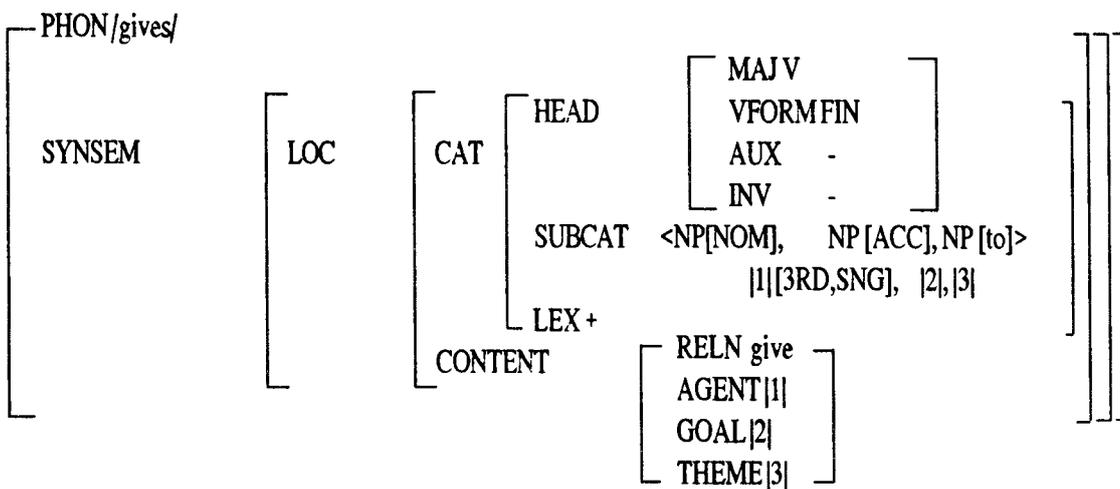 PHON /gives/
MAJ V
HEAD VFORM FIN
SYNSEM LOC CAT AUX -
INV -
SUBCAT <NP[NOM], NP [ACC], NP [to]>
|1| [3RD,SNG], |2|, |3|
LEX +
CONTENT RELN give
AGENT |1|
GOAL |2|
THEME |3|